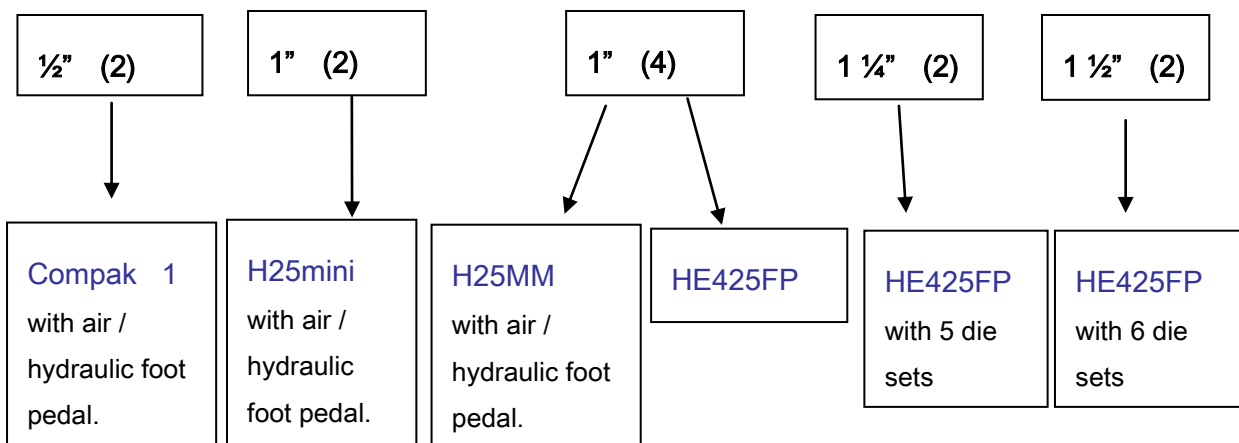 ½” (2)
1” (2)
1” (4)
1 ¼” (2)
1 ½” (2)
Compak 1
with air /
hydraulic foot
pedal.
H25mini
with air /
hydraulic
foot pedal.
H25MM
with air /
hydraulic foot
pedal.
HE425FP
HE425FP
with 5 die
sets
HE425FP
with 6 die
sets